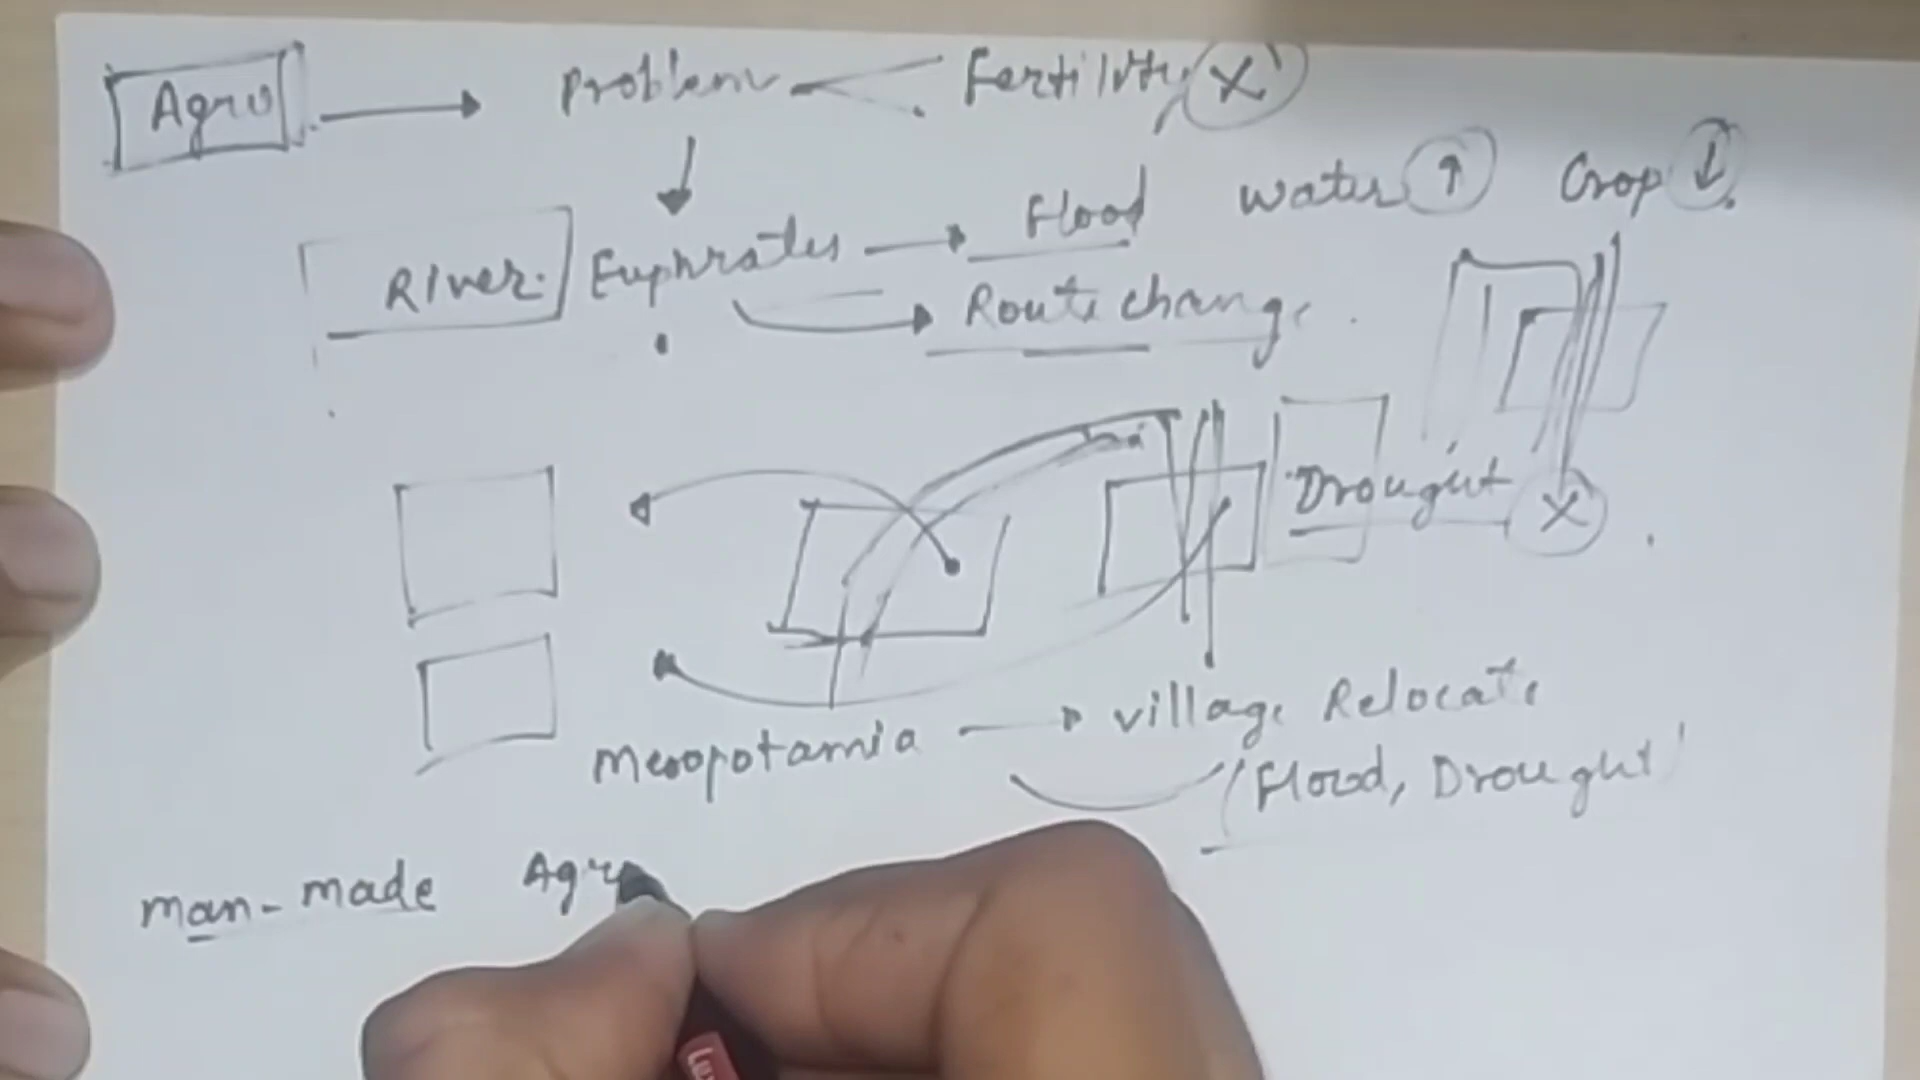 Agro → Problem Fertility X
Flood Water ↑ Crop ↓
River. Euphrates → Route change
Drought X
Mesopotamia → village Relocate
(Flood, Drought)
man-made Agr
Lux